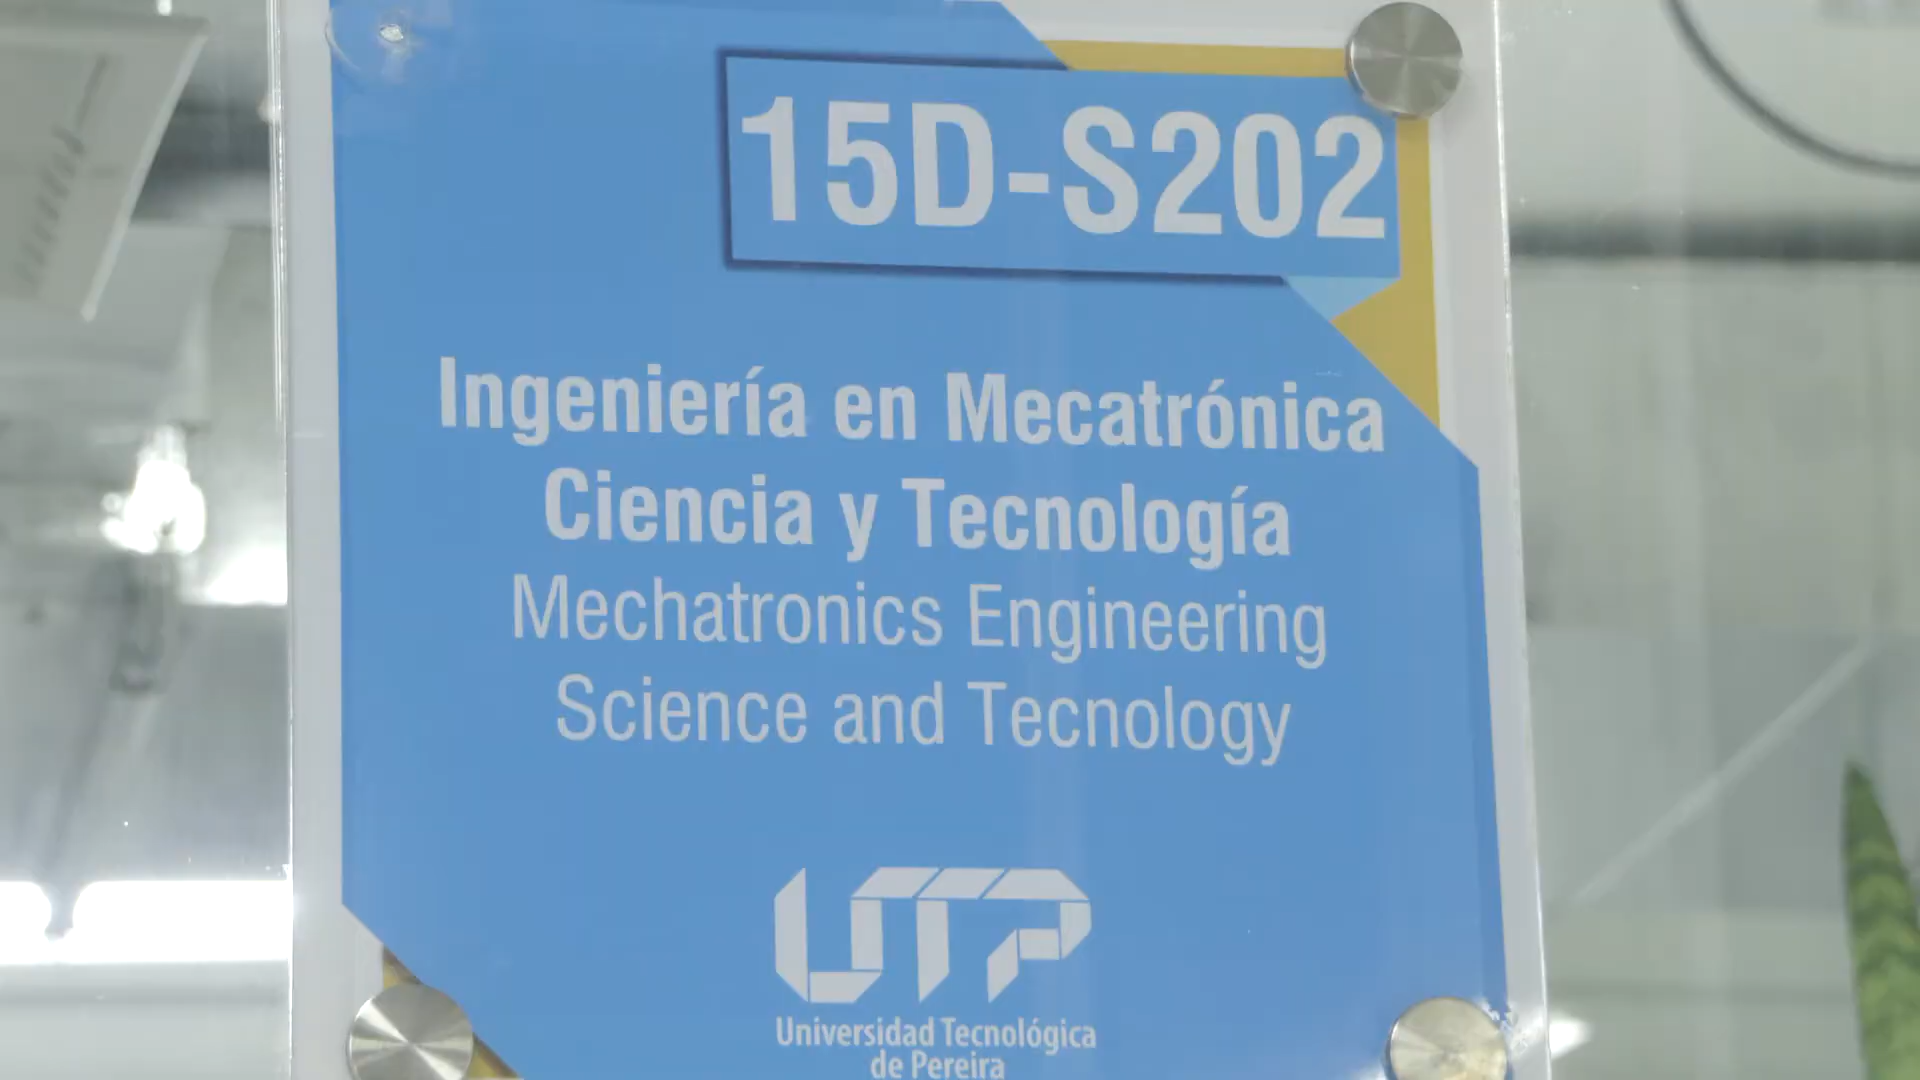 15D-S202
Ingeniería en Mecatrónica
Ciencia y Tecnología
Mechatronics Engineering
Science and Tecnology
UTP
Universidad Tecnológica
de Pereira